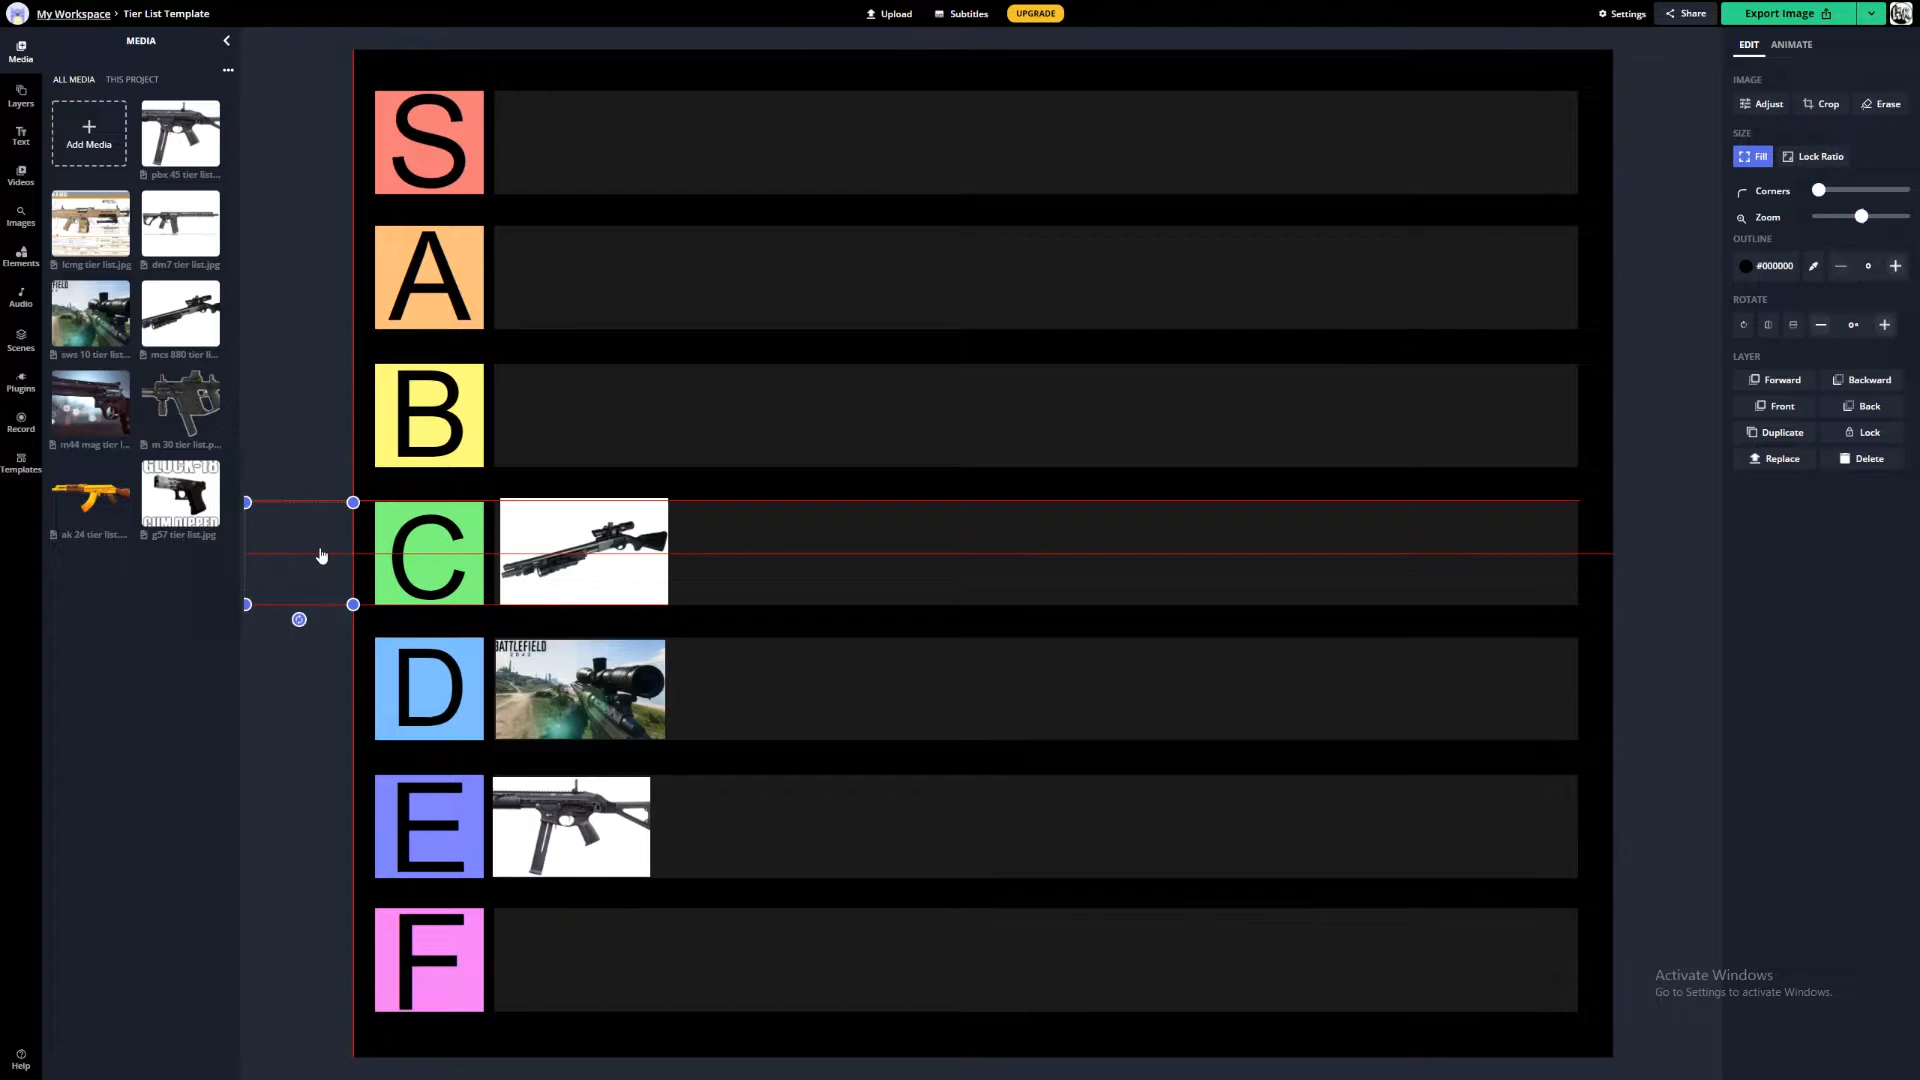 My Workspace › Tier List Template
Upload
Subtitles
UPGRADE
Settings
Share
Export Image
Media
Layers
Text
Videos
Images
Elements
Audio
Scenes
Plugins
Record
Templates
Help
MEDIA
ALL MEDIA
THIS PROJECT
Add Media
pbx 45 tier list...
lcmg tier list.jpg
dm7 tier list.jpg
sws 10 tier list...
mcs 880 tier li...
m44 mag tier l...
m 30 tier list.p...
GLOCK-18
CUM DIPPED
ak 24 tier list....
g57 tier list.jpg
S
A
B
C
D
BATTLEFIELD
2042
E
F
EDIT
ANIMATE
IMAGE
Adjust
Crop
Erase
SIZE
Fill
Lock Ratio
Corners
Zoom
OUTLINE
#000000
0
ROTATE
0°
LAYER
Forward
Backward
Front
Back
Duplicate
Lock
Replace
Delete
Activate Windows
Go to Settings to activate Windows.